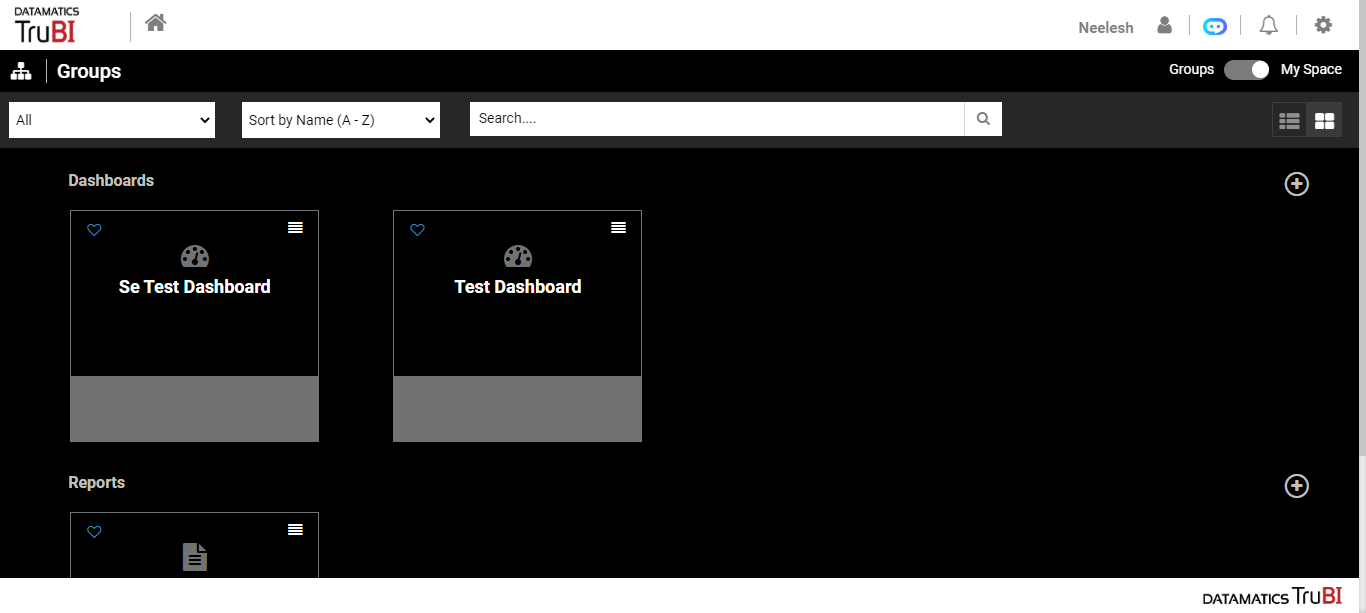 DATAMATICS
TruBI
Neelesh
Groups
Groups
My Space
All
Sort by Name (A - Z)
Search....
Dashboards
Se Test Dashboard
Test Dashboard
Reports
DATAMATICS TruBI